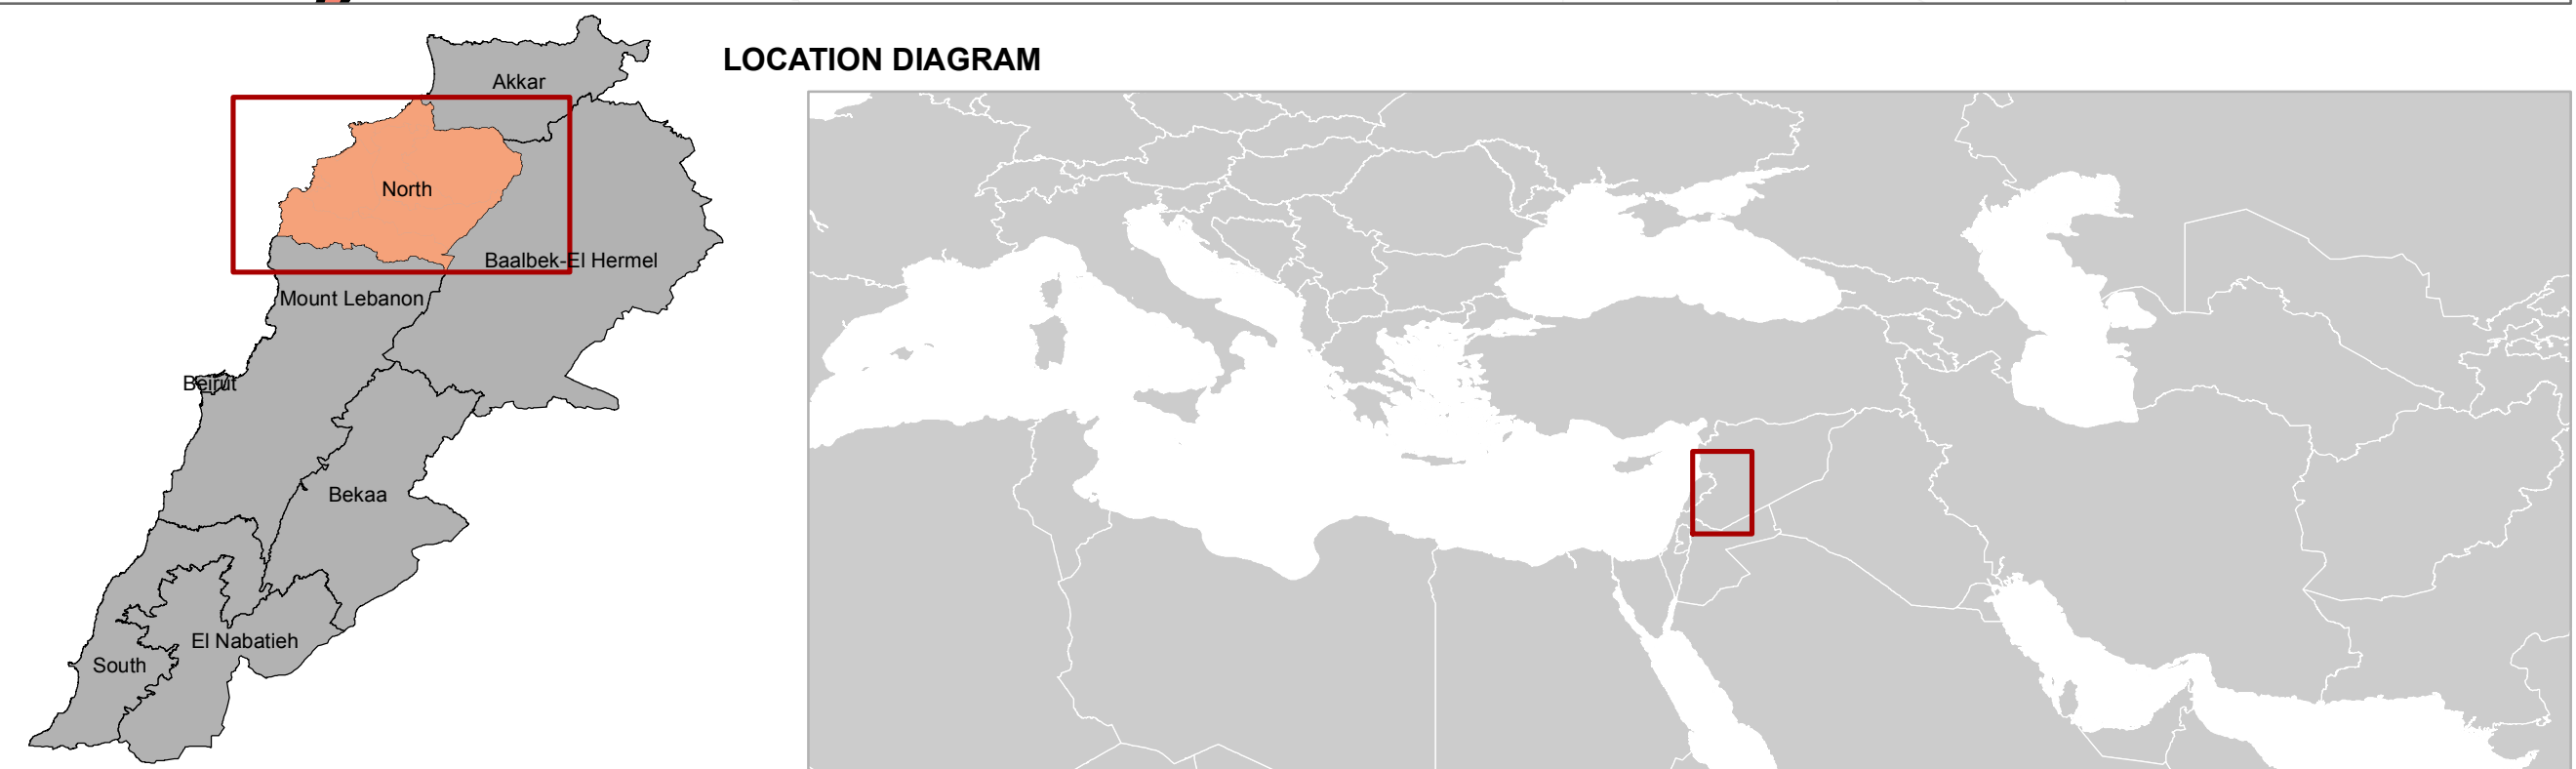 LOCATION DIAGRAM
Akkar
North
Baalbek-El Hermel
Mount Lebanon
Beirut
Bekaa
El Nabatieh
South